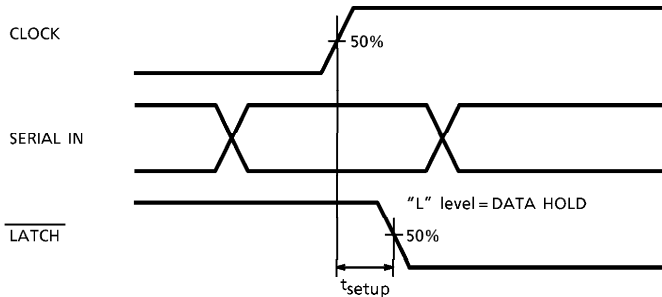 CLOCK
50%
SERIAL IN
"L" level = DATA HOLD
LATCH
50%
tsetup